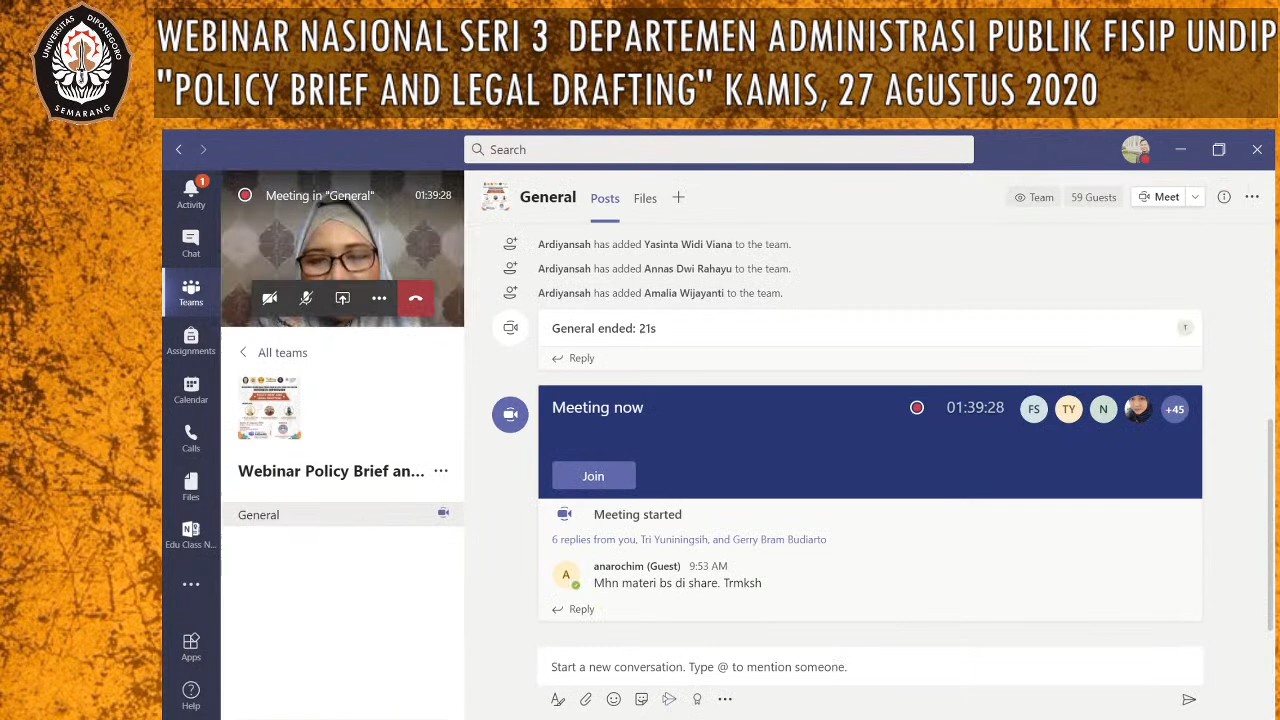 WEBINAR NASIONAL SERI 3 DEPARTEMEN ADMINISTRASI PUBLIK FISIP UNDIP
"POLICY BRIEF AND LEGAL DRAFTING" KAMIS, 27 AGUSTUS 2020
UNIVERSITAS DIPONEGORO
SEMARANG
Search
Activity
1
Chat
Teams
Assignments
Calendar
Calls
Files
Edu Class N...
Apps
Help
Meeting in "General"
01:39:28
All teams
POLICY BRIEF AND
LEGAL DRAFTING
Webinar Policy Brief an...
General
General
Posts
Files
Team
59 Guests
Meet
Ardiyansah has added Yasinta Widi Viana to the team.
Ardiyansah has added Annas Dwi Rahayu to the team.
Ardiyansah has added Amalia Wijayanti to the team.
General ended: 21s
T
Reply
Meeting now
01:39:28
FS
TY
N
+45
Join
Meeting started
6 replies from you, Tri Yuniningsih, and Gerry Bram Budiarto
A
anarochim (Guest) 9:53 AM
Mhn materi bs di share. Trmksh
Reply
Start a new conversation. Type @ to mention someone.